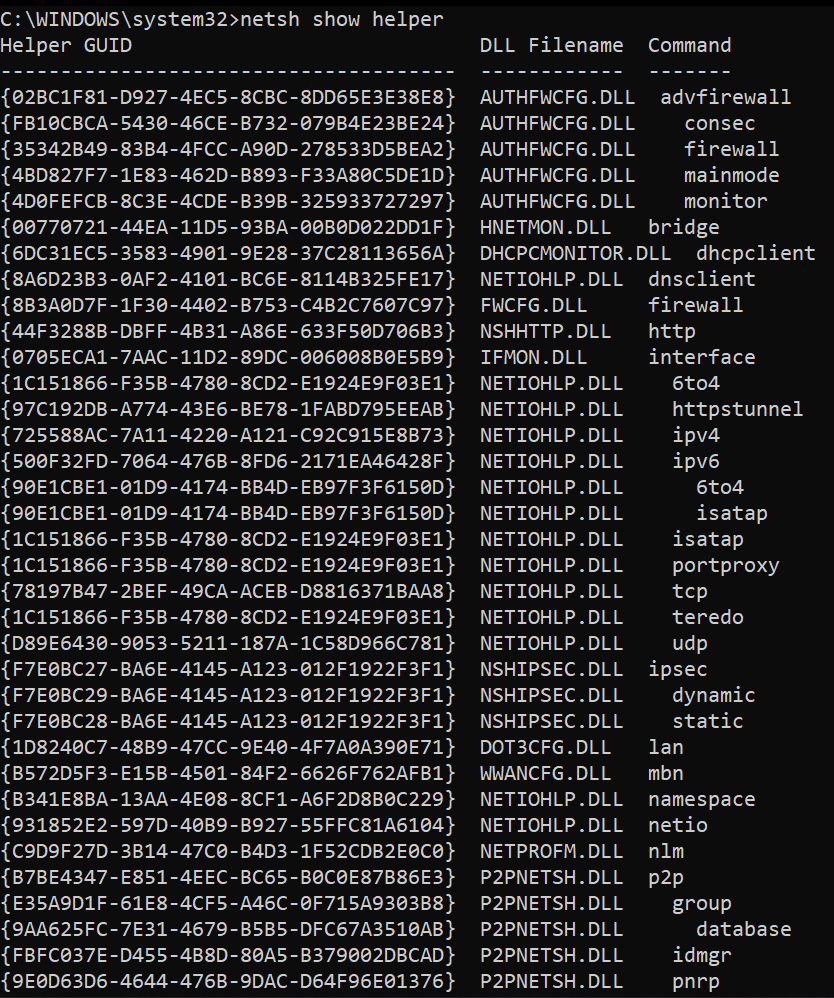 C:\WINDOWS\system32>netsh show helper
Helper GUID                             DLL Filename  Command
--------------------------------------  ------------  -------
{02BC1F81-D927-4EC5-8CBC-8DD65E3E38E8}  AUTHFWCFG.DLL  advfirewall
{FB10CBCA-5430-46CE-B732-079B4E23BE24}  AUTHFWCFG.DLL    consec
{35342B49-83B4-4FCC-A90D-278533D5BEA2}  AUTHFWCFG.DLL    firewall
{4BD827F7-1E83-462D-B893-F33A80C5DE1D}  AUTHFWCFG.DLL    mainmode
{4D0FEFCB-8C3E-4CDE-B39B-325933727297}  AUTHFWCFG.DLL    monitor
{00770721-44EA-11D5-93BA-00B0D022DD1F}  HNETMON.DLL   bridge
{6DC31EC5-3583-4901-9E28-37C28113656A}  DHCPCMONITOR.DLL  dhcpclient
{8A6D23B3-0AF2-4101-BC6E-8114B325FE17}  NETIOHLP.DLL  dnsclient
{8B3A0D7F-1F30-4402-B753-C4B2C7607C97}  FWCFG.DLL     firewall
{44F3288B-DBFF-4B31-A86E-633F50D706B3}  NSHHTTP.DLL   http
{0705ECA1-7AAC-11D2-89DC-006008B0E5B9}  IFMON.DLL     interface
{1C151866-F35B-4780-8CD2-E1924E9F03E1}  NETIOHLP.DLL    6to4
{97C192DB-A774-43E6-BE78-1FABD795EEAB}  NETIOHLP.DLL    httpstunnel
{725588AC-7A11-4220-A121-C92C915E8B73}  NETIOHLP.DLL    ipv4
{500F32FD-7064-476B-8FD6-2171EA46428F}  NETIOHLP.DLL    ipv6
{90E1CBE1-01D9-4174-BB4D-EB97F3F6150D}  NETIOHLP.DLL      6to4
{90E1CBE1-01D9-4174-BB4D-EB97F3F6150D}  NETIOHLP.DLL      isatap
{1C151866-F35B-4780-8CD2-E1924E9F03E1}  NETIOHLP.DLL    isatap
{1C151866-F35B-4780-8CD2-E1924E9F03E1}  NETIOHLP.DLL    portproxy
{78197B47-2BEF-49CA-ACEB-D8816371BAA8}  NETIOHLP.DLL    tcp
{1C151866-F35B-4780-8CD2-E1924E9F03E1}  NETIOHLP.DLL    teredo
{D89E6430-9053-5211-187A-1C58D966C781}  NETIOHLP.DLL    udp
{F7E0BC27-BA6E-4145-A123-012F1922F3F1}  NSHIPSEC.DLL  ipsec
{F7E0BC29-BA6E-4145-A123-012F1922F3F1}  NSHIPSEC.DLL    dynamic
{F7E0BC28-BA6E-4145-A123-012F1922F3F1}  NSHIPSEC.DLL    static
{1D8240C7-48B9-47CC-9E40-4F7A0A390E71}  DOT3CFG.DLL   lan
{B572D5F3-E15B-4501-84F2-6626F762AFB1}  WWANCFG.DLL   mbn
{B341E8BA-13AA-4E08-8CF1-A6F2D8B0C229}  NETIOHLP.DLL  namespace
{931852E2-597D-40B9-B927-55FFC81A6104}  NETIOHLP.DLL  netio
{C9D9F27D-3B14-47C0-B4D3-1F52CDB2E0C0}  NETPROFM.DLL  nlm
{B7BE4347-E851-4EEC-BC65-B0C0E87B86E3}  P2PNETSH.DLL  p2p
{E35A9D1F-61E8-4CF5-A46C-0F715A9303B8}  P2PNETSH.DLL    group
{9AA625FC-7E31-4679-B5B5-DFC67A3510AB}  P2PNETSH.DLL      database
{FBFC037E-D455-4B8D-80A5-B379002DBCAD}  P2PNETSH.DLL    idmgr
{9E0D63D6-4644-476B-9DAC-D64F96E01376}  P2PNETSH.DLL    pnrp